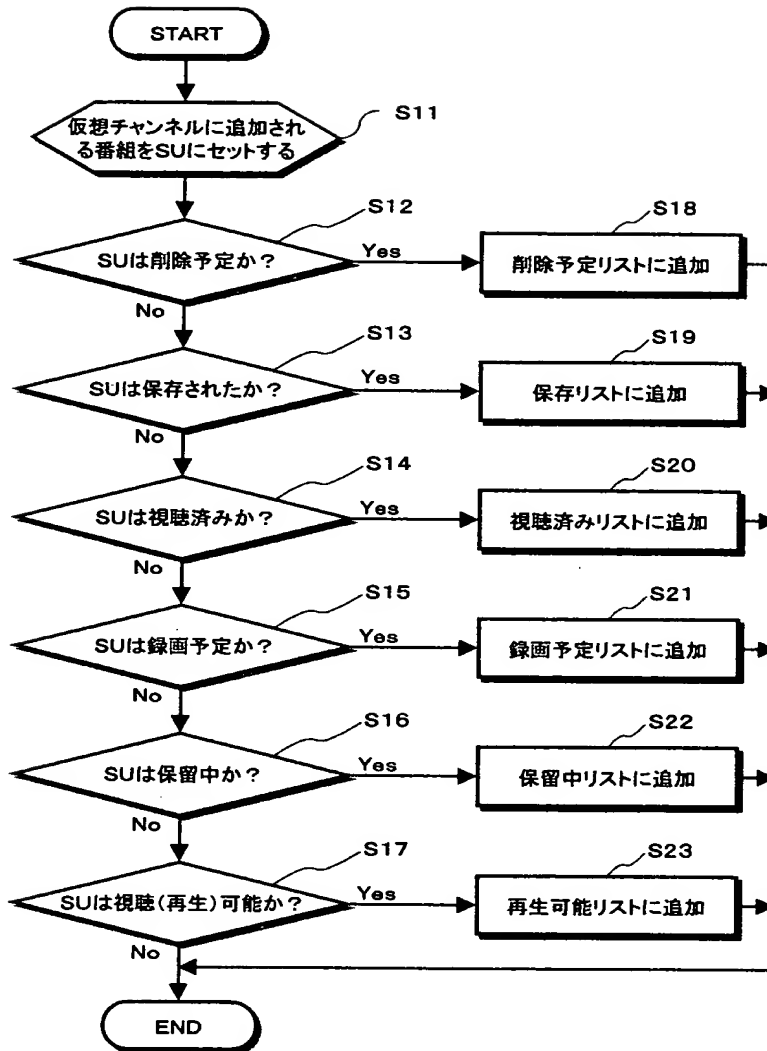 START
仮想チャンネルに追加され
る番組をSUにセットする
S11
S12
SUは削除予定か？
Yes
No
S18
削除予定リストに追加
S13
SUは保存されたか？
Yes
No
S19
保存リストに追加
S14
SUは視聴済みか？
Yes
No
S20
視聴済みリストに追加
S15
SUは録画予定か？
Yes
No
S21
録画予定リストに追加
S16
SUは保留中か？
Yes
No
S22
保留中リストに追加
S17
SUは視聴(再生)可能か？
Yes
No
S23
再生可能リストに追加
END